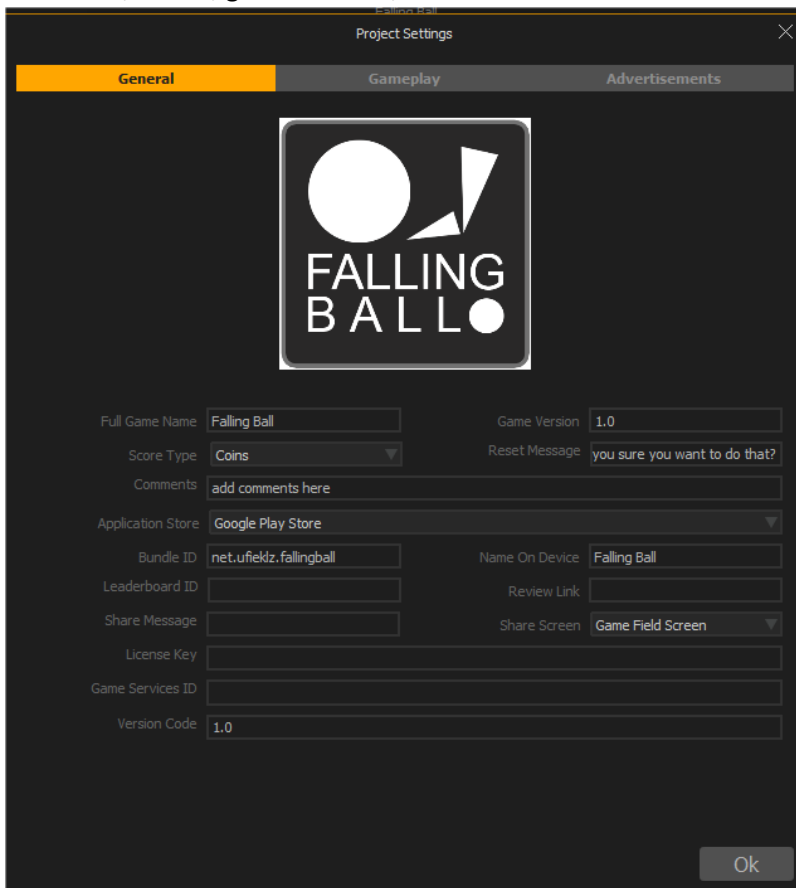 Falling Ball
Project Settings
General Gameplay Advertisements
FALLING
BALL
Full Game Name Falling Ball Game Version 1.0
Score Type Coins Reset Message you sure you want to do that?
Comments add comments here
Application Store Google Play Store
Bundle ID net.ufieklz.fallingball Name On Device Falling Ball
Leaderboard ID Review Link
Share Message Share Screen Game Field Screen
License Key
Game Services ID
Version Code 1.0
Ok